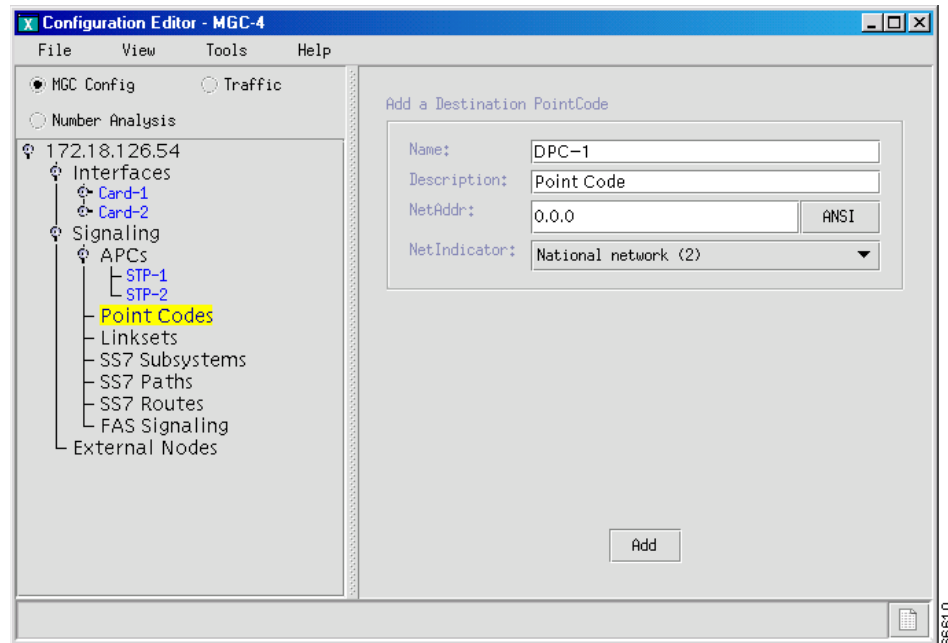 Configuration Editor - MGC-4
File View Tools Help
MGC Config Traffic
Number Analysis
172.18.126.54
Interfaces
Card-1
Card-2
Signaling
APCs
STP-1
STP-2
Point Codes
Linksets
SS7 Subsystems
SS7 Paths
SS7 Routes
FAS Signaling
External Nodes
Add a Destination PointCode
Name: DPC-1
Description: Point Code
NetAddr: 0.0.0 ANSI
NetIndicator: National network (2)
Add